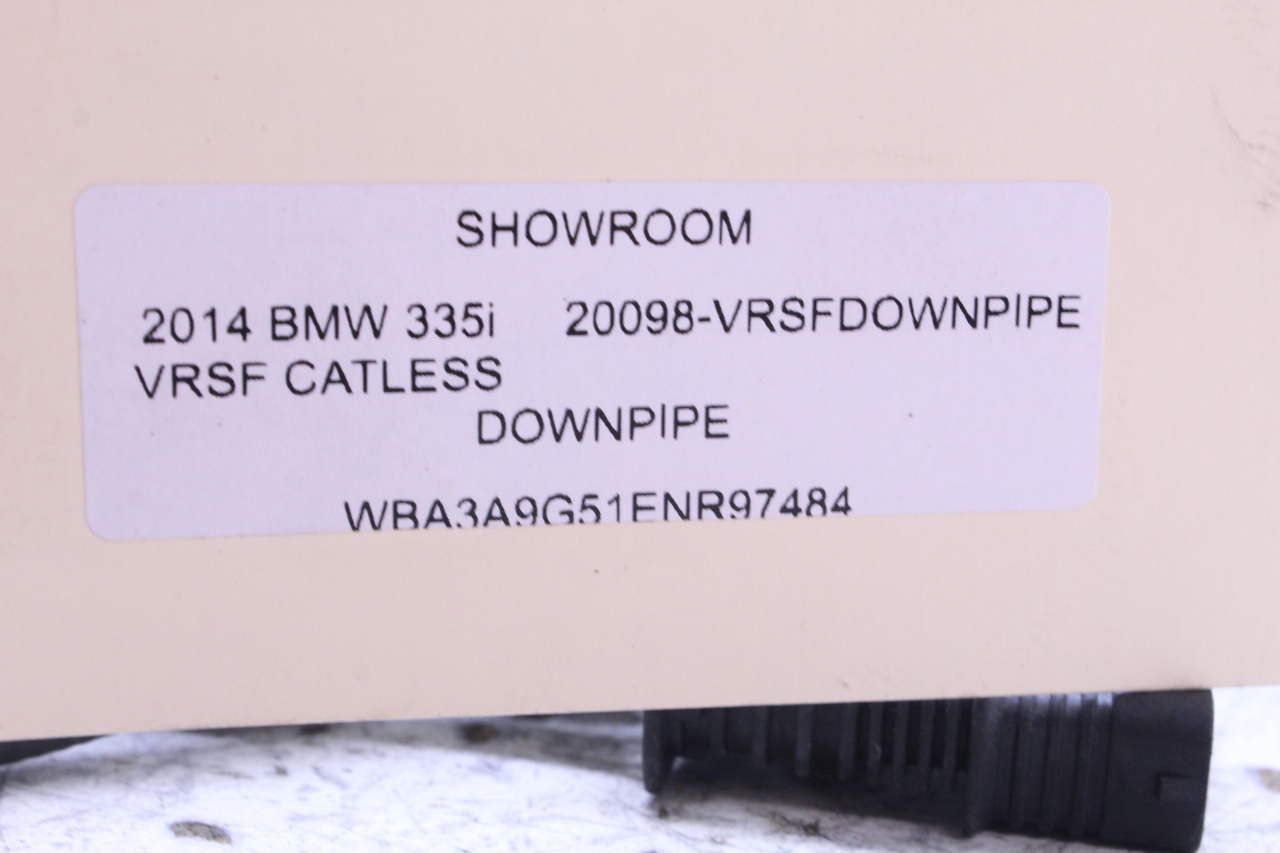 SHOWROOM
2014 BMW 335i 20098-VRSFDOWNPIPE
VRSF CATLESS
DOWNPIPE
WBA3A9G51ENR97484